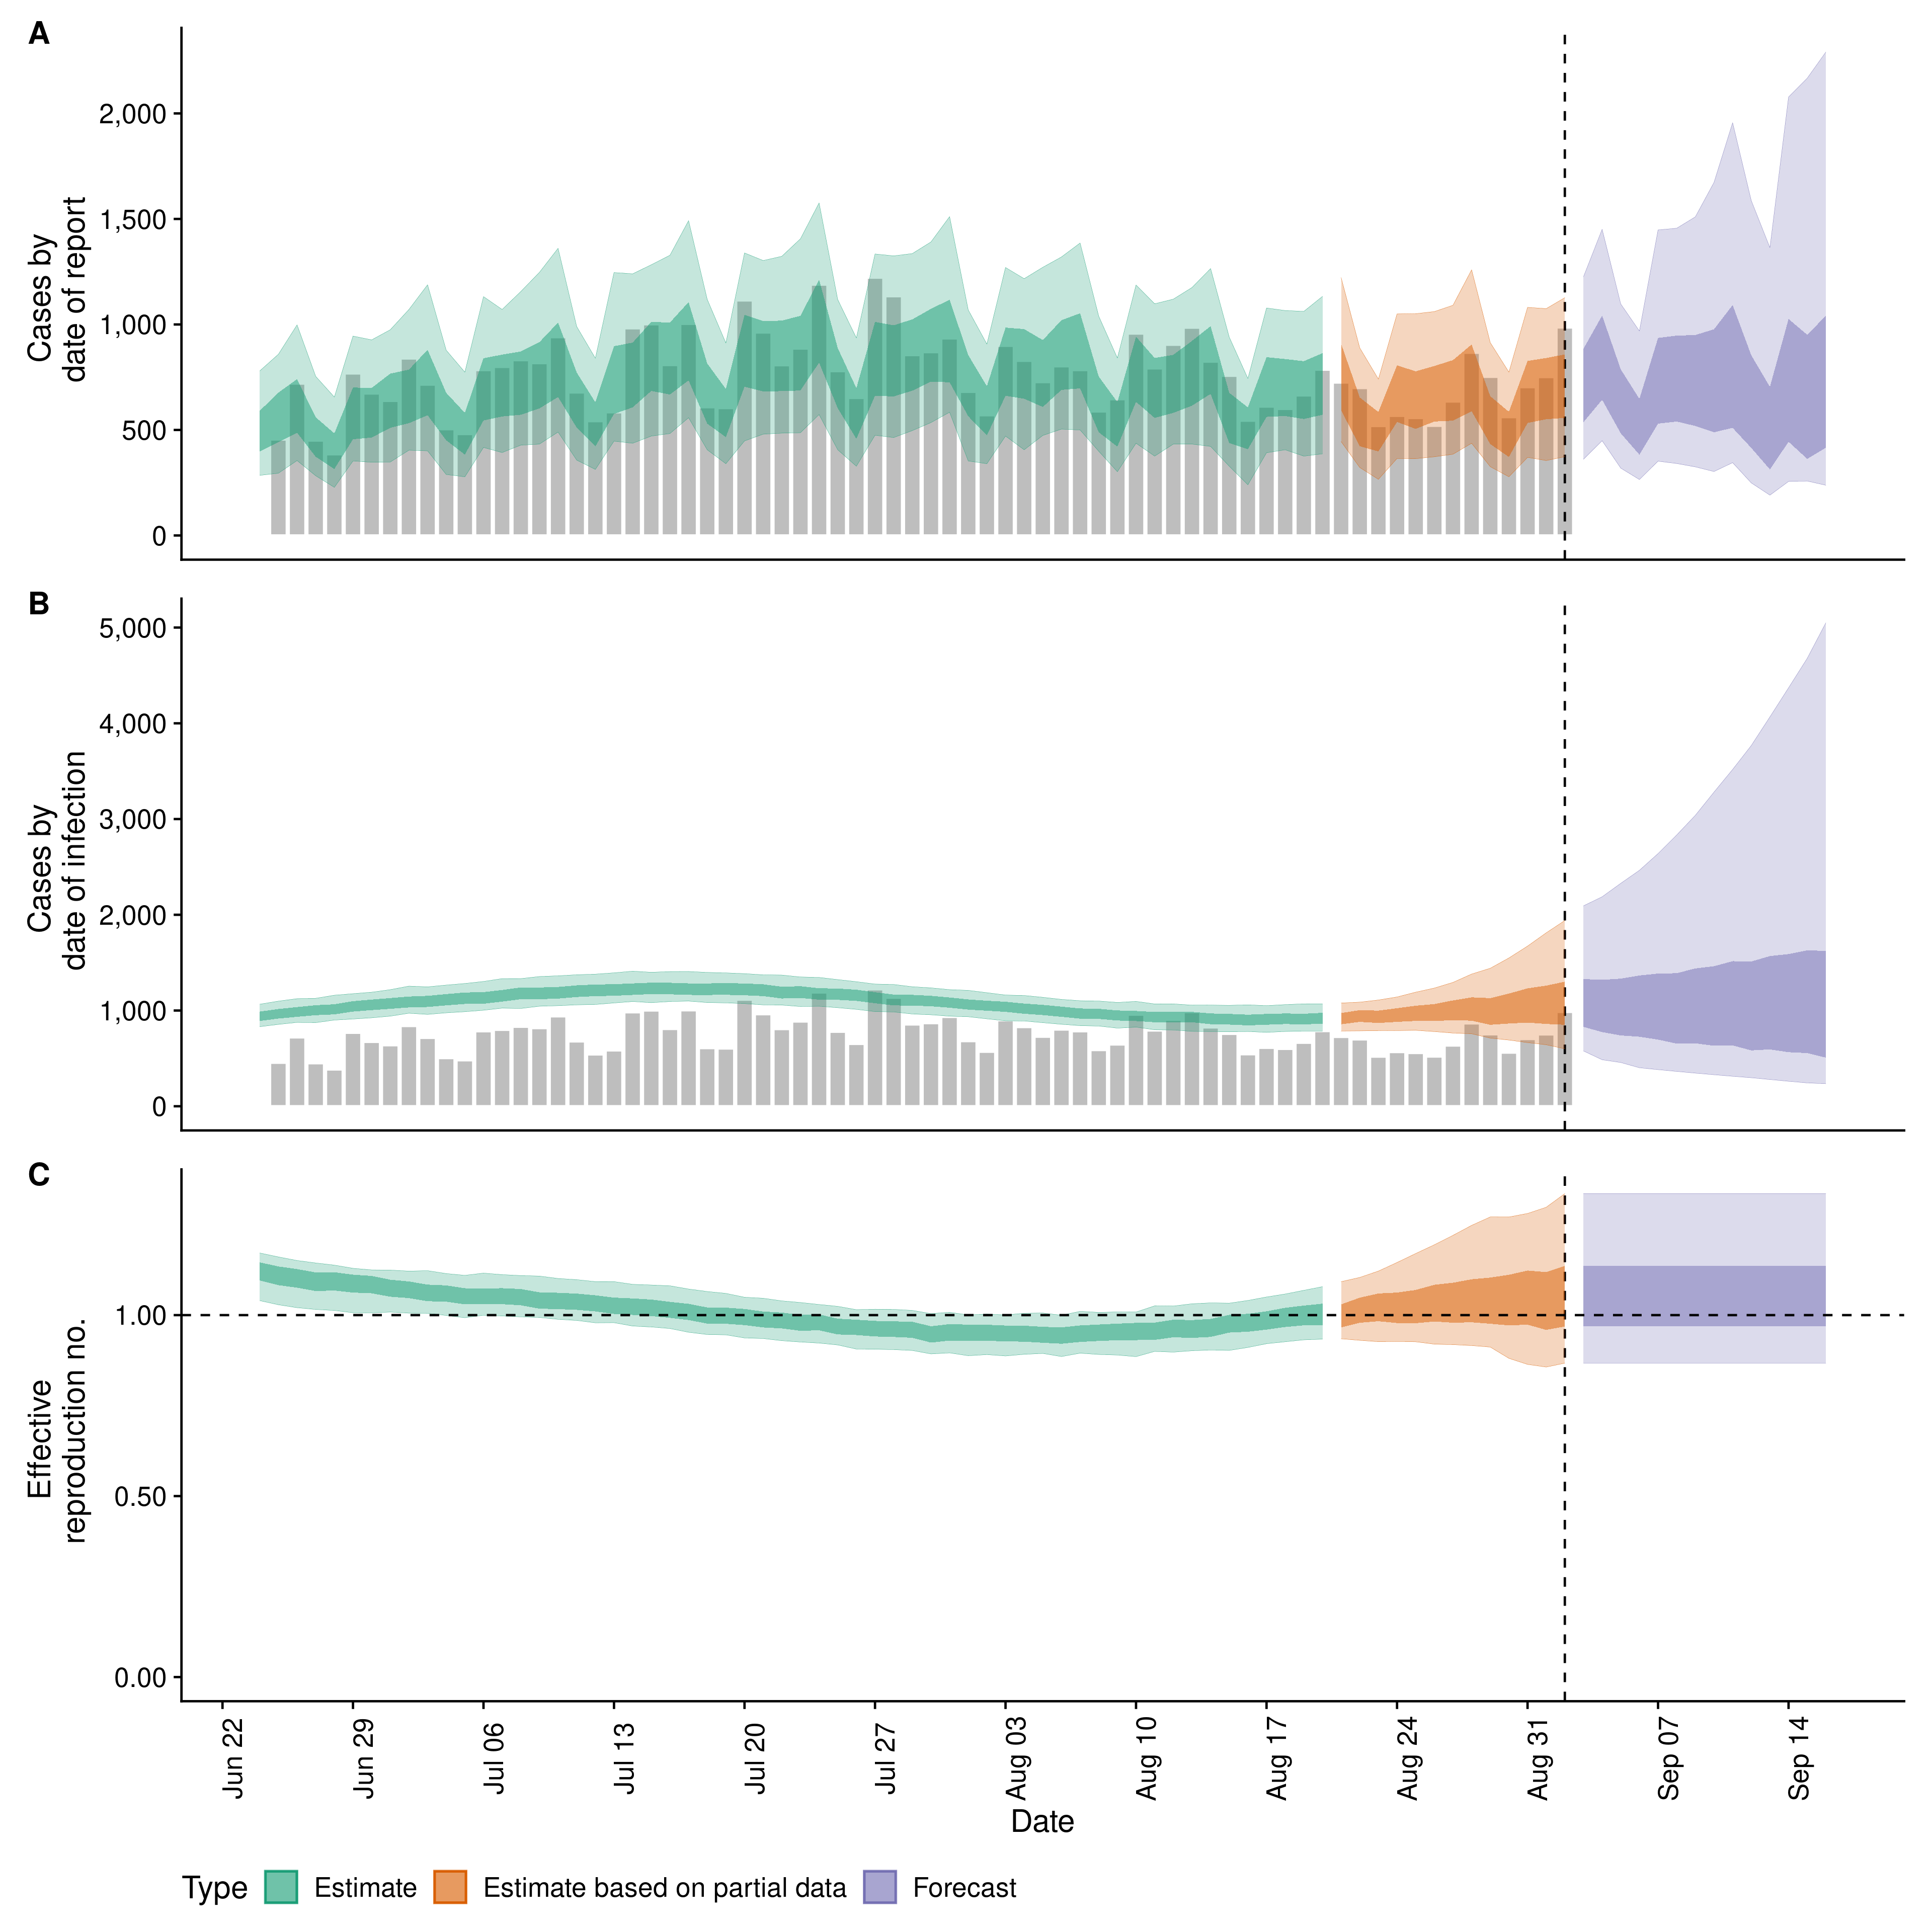 A
Cases by
date of report
2,000
1,500
1,000
500
0
B
Cases by
date of infection
5,000
4,000
3,000
2,000
1,000
0
C
Effective
reproduction no.
1.00
0.50
0.00
Jun 22
Jun 29
Jul 06
Jul 13
Jul 20
Jul 27
Aug 03
Aug 10
Aug 17
Aug 24
Aug 31
Sep 07
Sep 14
Date
Type Estimate Estimate based on partial data Forecast